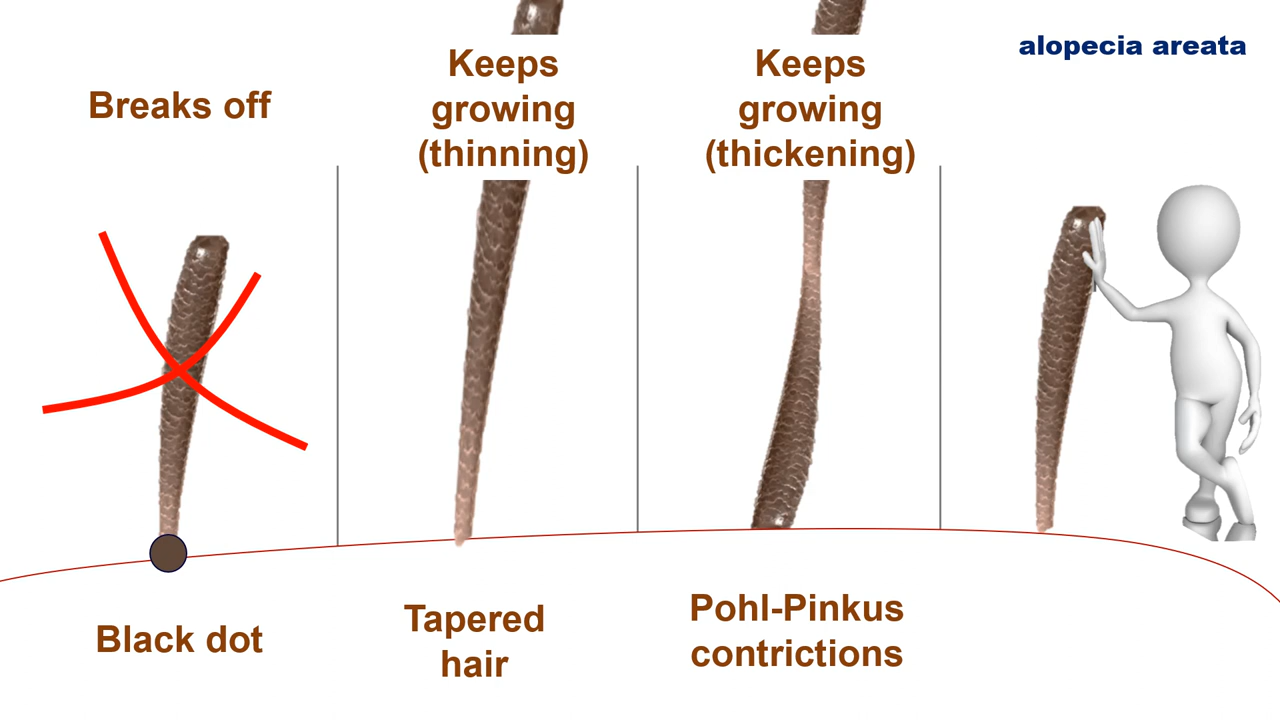 alopecia areata
Breaks off
Keeps
growing
(thinning)
Keeps
growing
(thickening)
Black dot
Tapered
hair
Pohl-Pinkus
contrictions